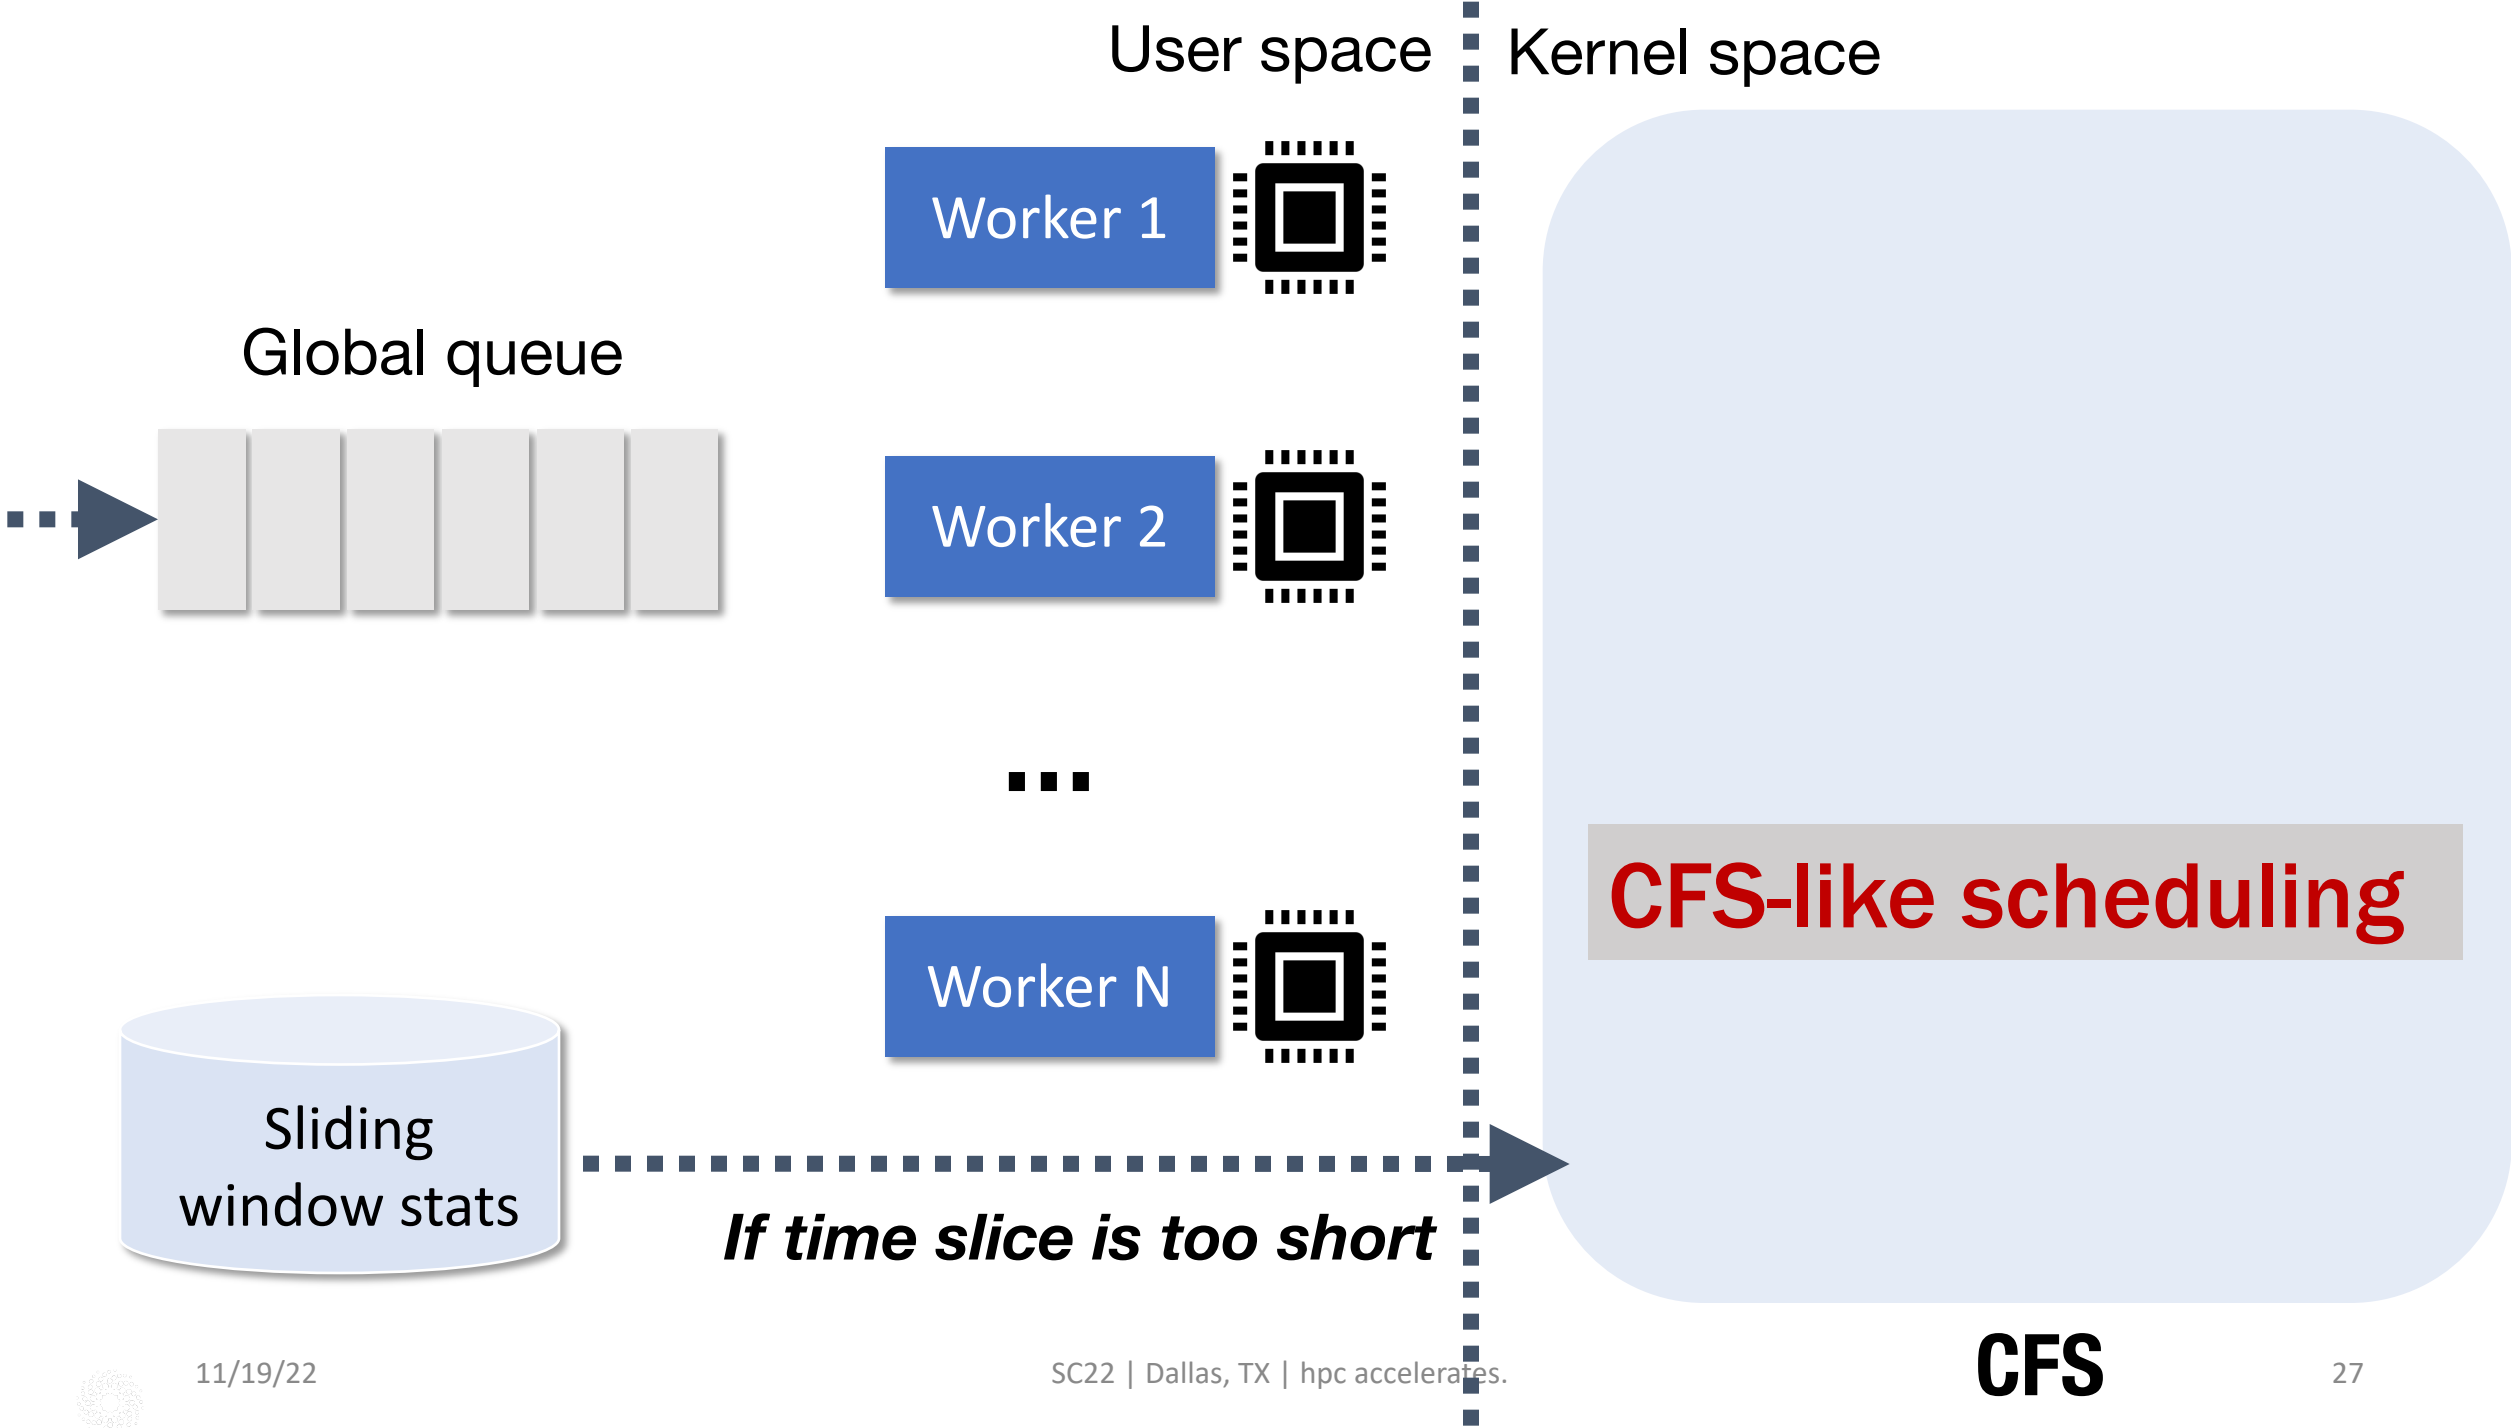 User space
Kernel space
Worker 1
Global queue
Worker 2
...
CFS-like scheduling
Worker N
Sliding
window stats
If time slice is too short
CFS
11/19/22
SC22 | Dallas, TX | hpc accelerates.
27